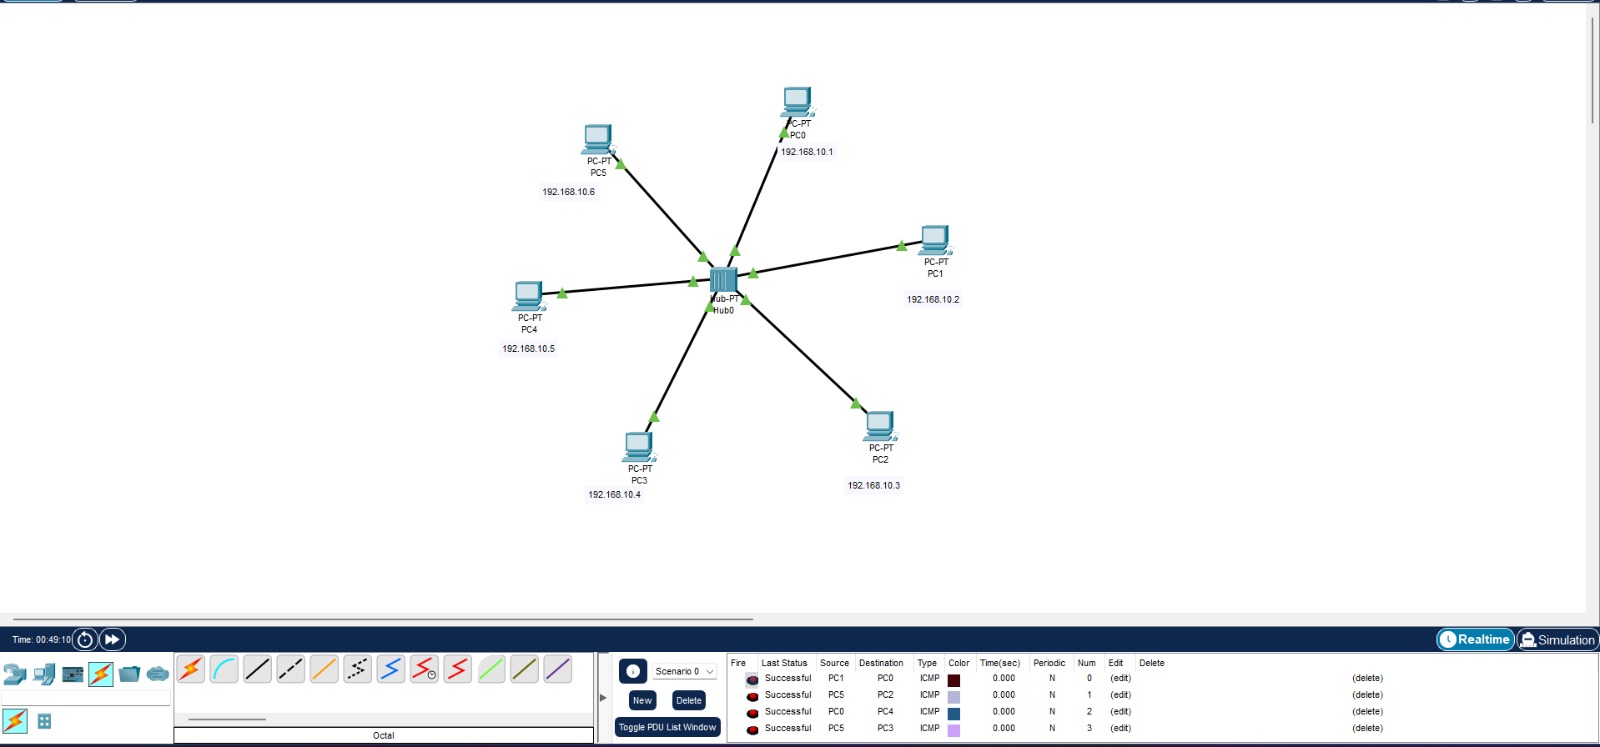 PC-PT
PC0
192.168.10.1
PC-PT
PC5
192.168.10.6
PC-PT
PC1
192.168.10.2
Hub-PT
Hub0
PC-PT
PC4
192.168.10.5
PC-PT
PC2
192.168.10.3
PC-PT
PC3
192.168.10.4
Time: 00:49:10
Realtime
Simulation
Scenario 0
New
Delete
Toggle PDU List Window
Octal
Fire Last Status Source Destination Type Color Time(sec) Periodic Num Edit Delete
Successful PC1 PC0 ICMP 0.000 N 0 (edit) (delete)
Successful PC5 PC2 ICMP 0.000 N 1 (edit) (delete)
Successful PC0 PC4 ICMP 0.000 N 2 (edit) (delete)
Successful PC5 PC3 ICMP 0.000 N 3 (edit) (delete)